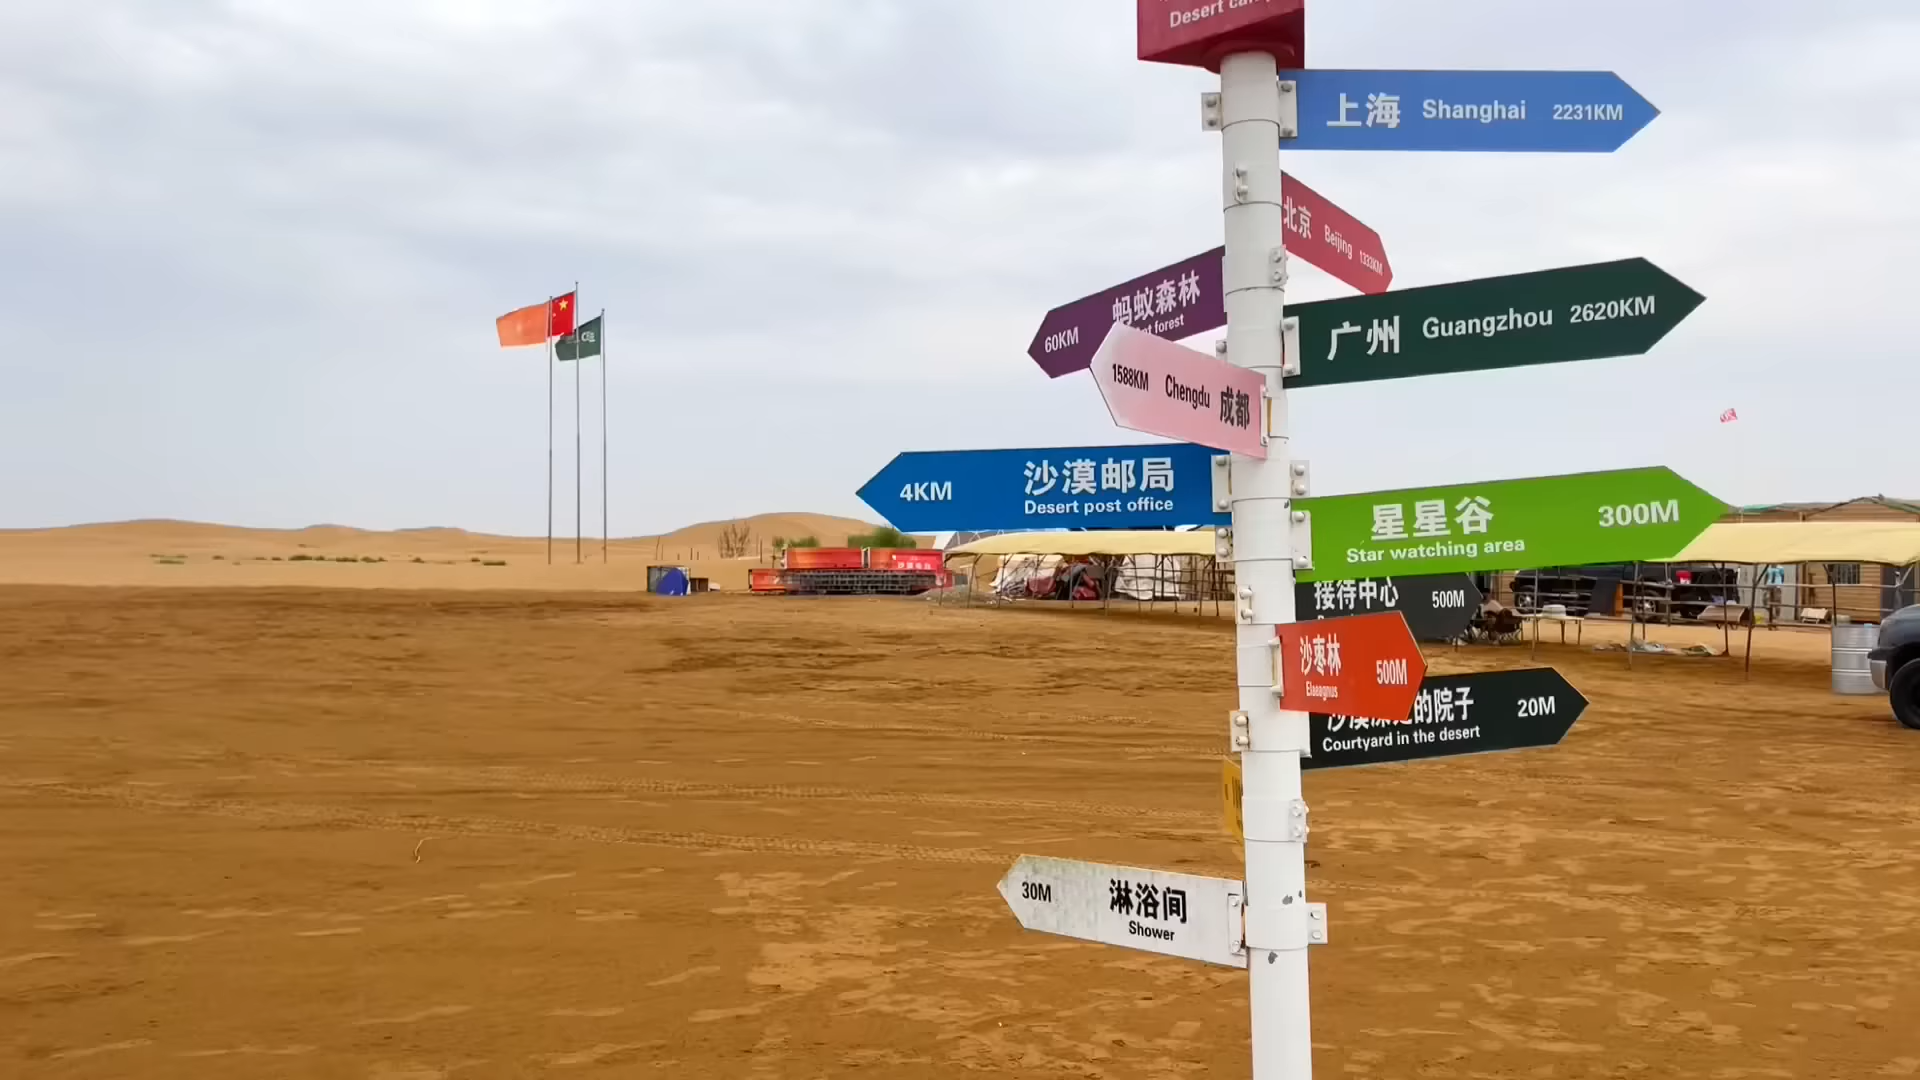 Desert
上海 Shanghai 2231KM
北京 Beijing 1333KM
蚂蚁森林
60KM forest
广州 Guangzhou 2620KM
1588KM Chengdu 成都
4KM 沙漠邮局
Desert post office
星星谷 300M
Star watching area
接待中心 500M
沙枣林 500M
Elaeagnus
的院子 20M
Courtyard in the desert
30M 淋浴间
Shower